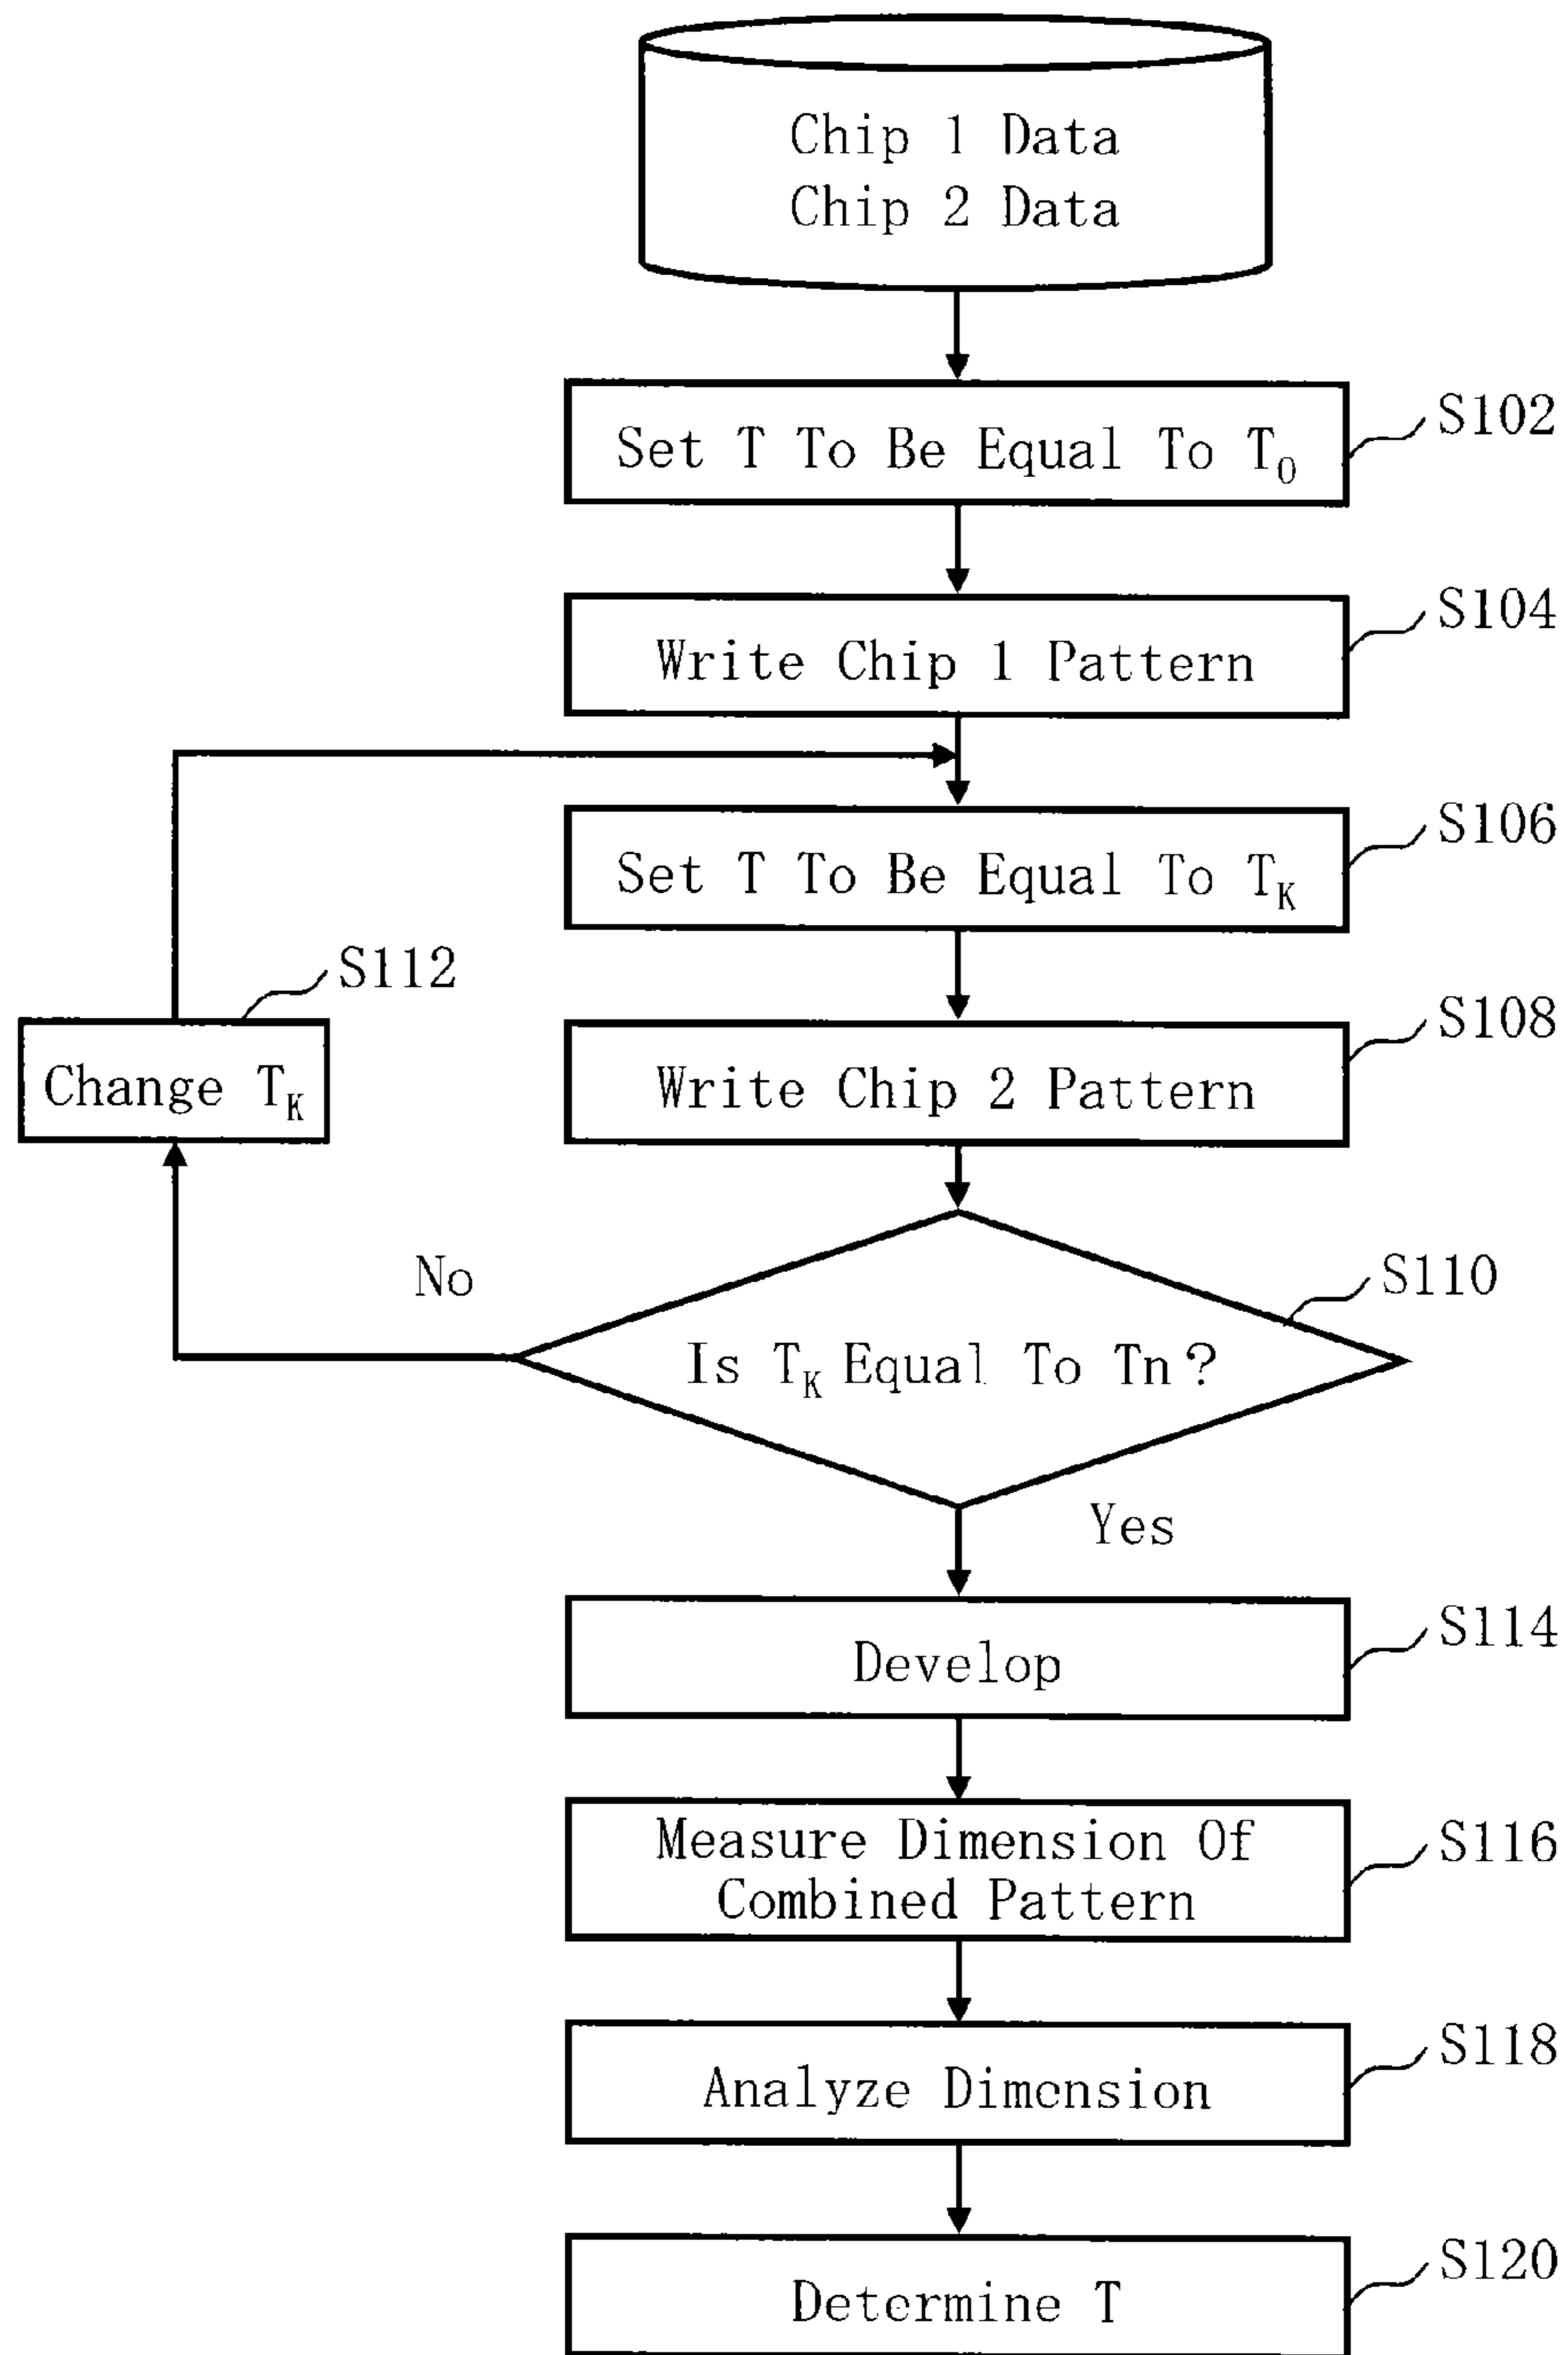 Chip 1 Data
Chip 2 Data
Set T To Be Equal To T₀
S102
Write Chip 1 Pattern
S104
Set T To Be Equal To Tₖ
S106
Change Tₖ
S112
Write Chip 2 Pattern
S108
No
Is Tₖ Equal To Tn?
S110
Yes
Develop
S114
Measure Dimension Of
Combined Pattern
S116
Analyze Dimension
S118
Determine T
S120